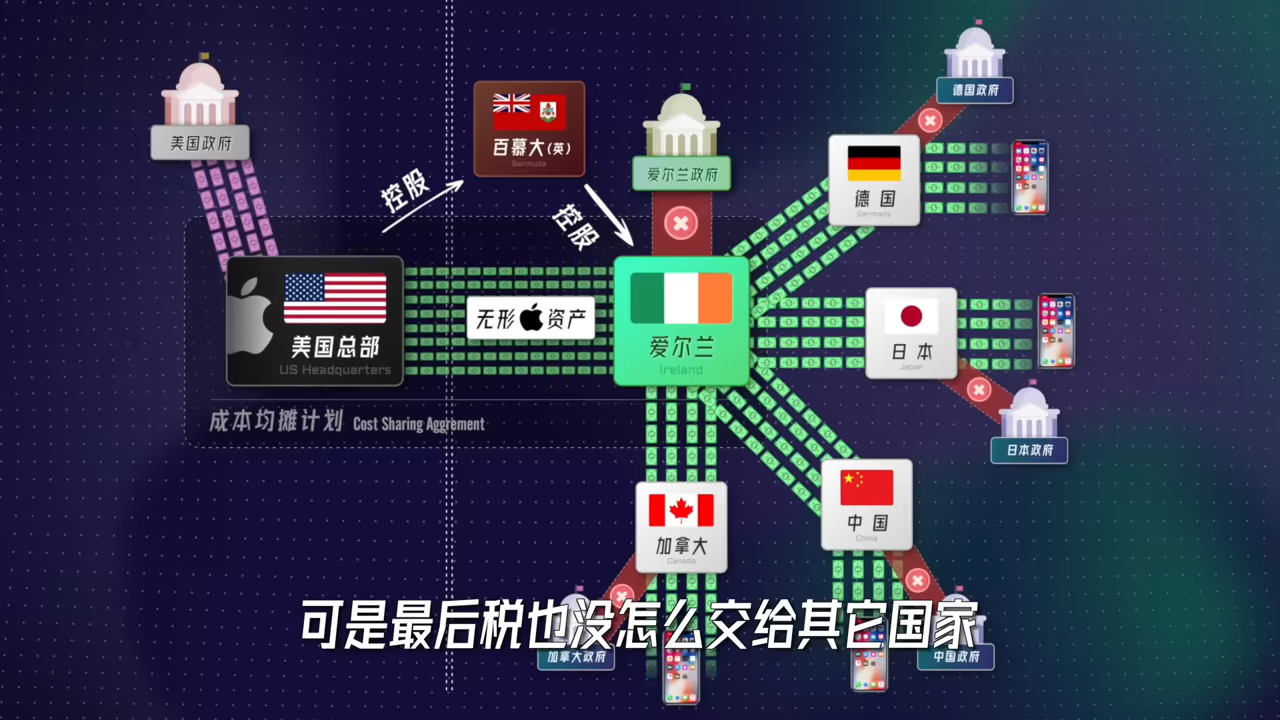 德国政府
美国政府
百慕大(英)
Bermuda
爱尔兰政府
控股
控股
德国
Germany
美国总部
US Headquarters
无形资产
爱尔兰
Ireland
日本
Japan
成本均摊计划 Cost Sharing Aggrement
日本政府
加拿大
Canada
中国
China
可是最后税也没怎么交给其它国家
加拿大政府
中国政府